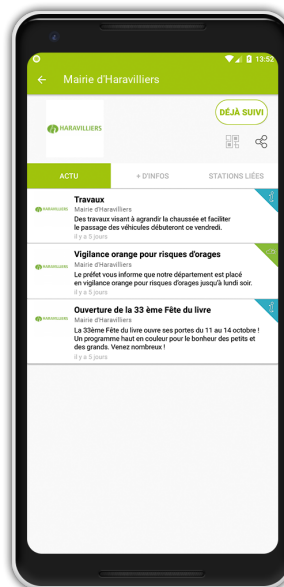 13:52
Mairie d'Haravilliers
HARAVILLIERS
DÉJÀ SUIVI
ACTU
+ D'INFOS
STATIONS LIÉES
HARAVILLIERS
Travaux
Mairie d'Haravilliers
Des travaux visant à agrandir la chaussée et faciliter
le passage des véhicules débuteront ce vendredi.
il y a 5 jours
HARAVILLIERS
Vigilance orange pour risques d'orages
Mairie d'Haravilliers
Le préfet vous informe que notre département est placé
en vigilance orange pour risques d'orages jusqu'à lundi soir.
il y a 5 jours
HARAVILLIERS
Ouverture de la 33 ème Fête du livre
Mairie d'Haravilliers
La 33ème Fête du livre ouvre ses portes du 11 au 14 octobre !
Un programme haut en couleur pour le bonheur des petits et
des grands. Venez nombreux !
il y a 5 jours